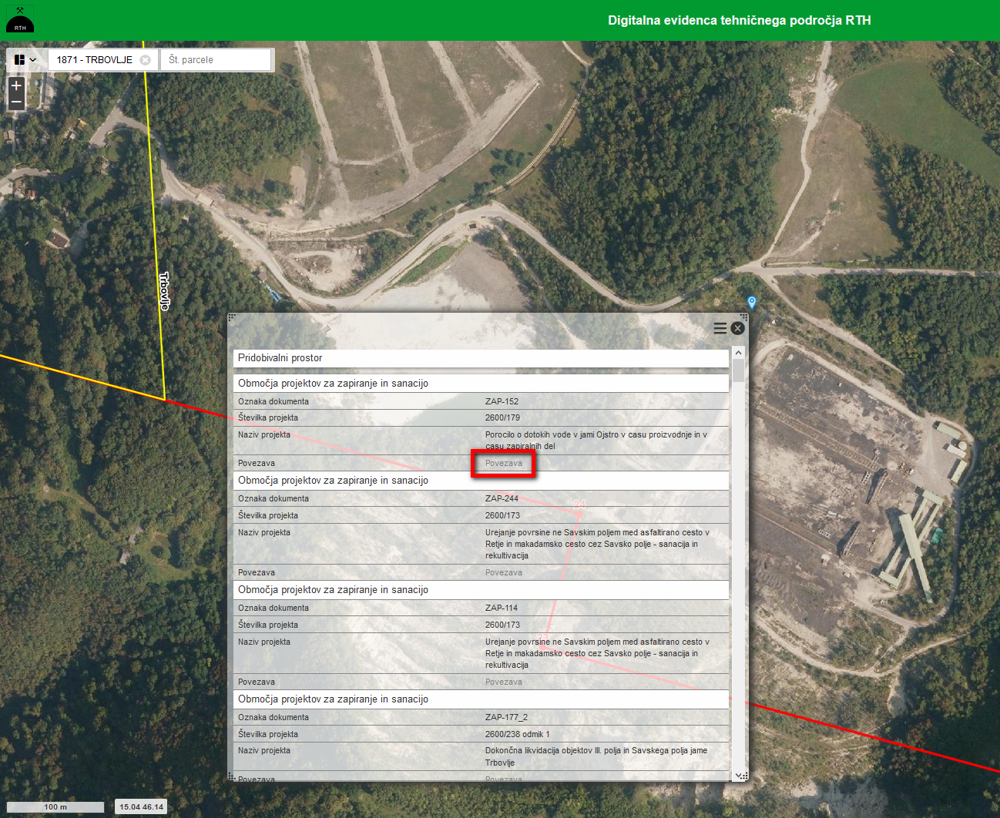 Digitalna evidenca tehničnega področja RTH
RTH
1871 - TRBOVLJE
Št. parcele
+
−
Trbovlje
Pridobivalni prostor
Območja projektov za zapiranje in sanacijo
Oznaka dokumenta ZAP-152
Številka projekta 2600/179
Naziv projekta Porocilo o dotokih vode v jami Ojstro v casu proizvodnje in v
casu zapiralnih del
Povezava Povezava
Območja projektov za zapiranje in sanacijo
Oznaka dokumenta ZAP-244
24
Številka projekta 2600/173
Naziv projekta Urejanje povrsine ne Savskim poljem med asfaltirano cesto v
Retje in makadamsko cesto cez Savsko polje - sanacija in
rekultivacija
Povezava Povezava
Območja projektov za zapiranje in sanacijo
Oznaka dokumenta ZAP-114
Številka projekta 2600/173
Naziv projekta Urejanje povrsine ne Savskim poljem med asfaltirano cesto v
Retje in makadamsko cesto cez Savsko polje - sanacija in
rekultivacija
Povezava Povezava
Območja projektov za zapiranje in sanacijo
Oznaka dokumenta ZAP-177_2
Številka projekta 2600/238 odmik 1
Naziv projekta Dokončna likvidacija objektov III. polja in Savskega polja jame
Trbovlje
Povezava Povezava
100 m
15.04 46.14